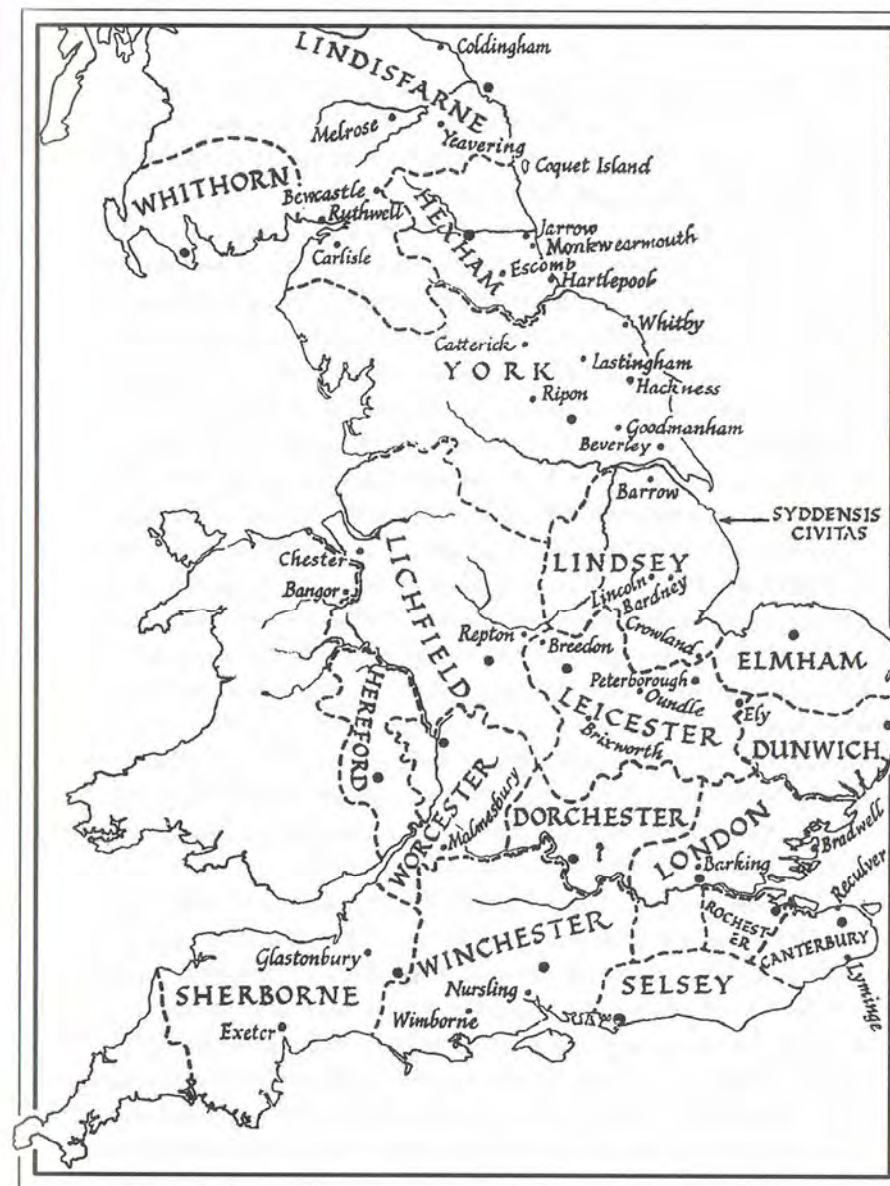 LINDISFARNE
Coldingham
Melrose
Yeavering
Coquet Island
WHITHORN
Bewcastle
Ruthwell
HEXHAM
Jarrow
Monkwearmouth
Carlisle
Escomb
Hartlepool
Whitby
Catterick
Lastingham
YORK
Hackness
Ripon
Goodmanham
Beverley
Barrow
SYDDENSIS
CIVITAS
Chester
LICHFIELD
LINDSEY
Bangor
Lincoln
Bardney
Repton
Breedon
Crowland
ELMHAM
HEREFORD
Peterborough
Oundle
LEICESTER
Ely
Brixworth
DUNWICH
WORCESTER
Malmesbury
DORCHESTER
LONDON
Bradwell
Barking
Reculver
ROCHEST
ER
CANTERBURY
Glastonbury
WINCHESTER
SHERBORNE
Nursling
SELSEY
Lyminge
Exeter
Wimborne